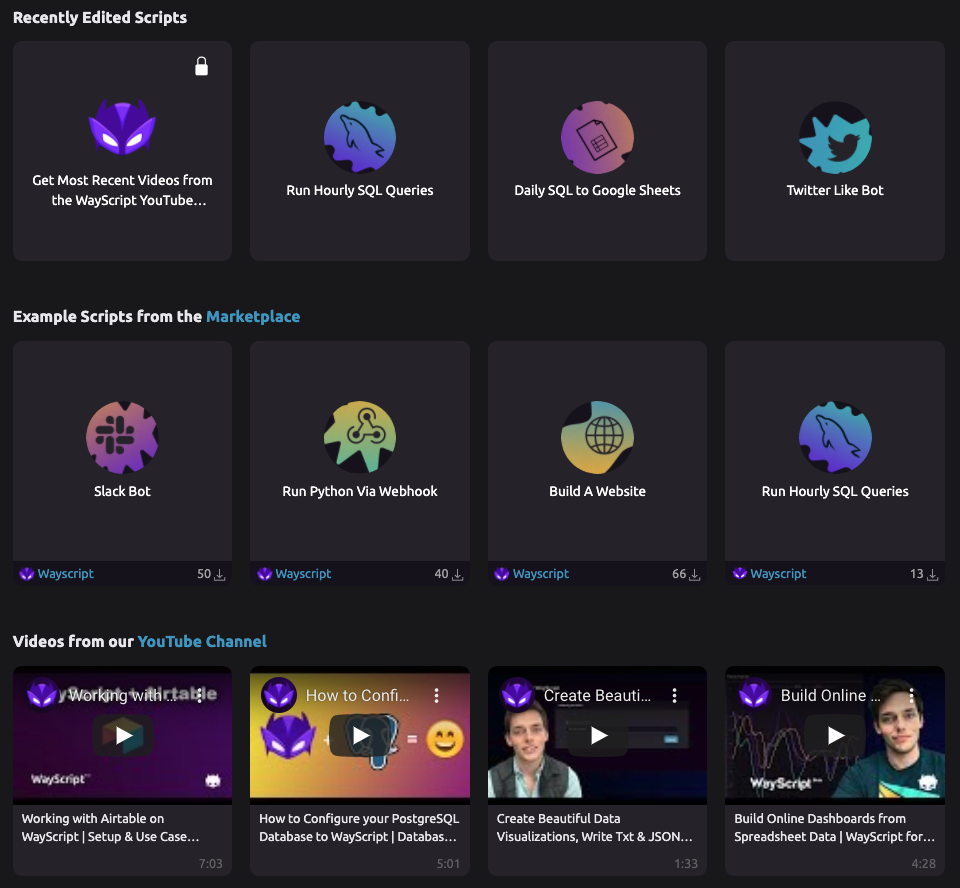 Recently Edited Scripts
Get Most Recent Videos from
the WayScript YouTube...
Run Hourly SQL Queries
Daily SQL to Google Sheets
Twitter Like Bot
Example Scripts from the Marketplace
Slack Bot
Run Python Via Webhook
Build A Website
Run Hourly SQL Queries
Wayscript 50
Wayscript 40
Wayscript 66
Wayscript 13
Videos from our YouTube Channel
Working with...
WayScript
How to Confi...
+ =
Create Beauti...
Build Online ...
WayScript
Working with Airtable on
WayScript | Setup & Use Case...
7:03
How to Configure your PostgreSQL
Database to WayScript | Databas...
5:01
Create Beautiful Data
Visualizations, Write Txt & JSON...
1:33
Build Online Dashboards from
Spreadsheet Data | WayScript for...
4:28